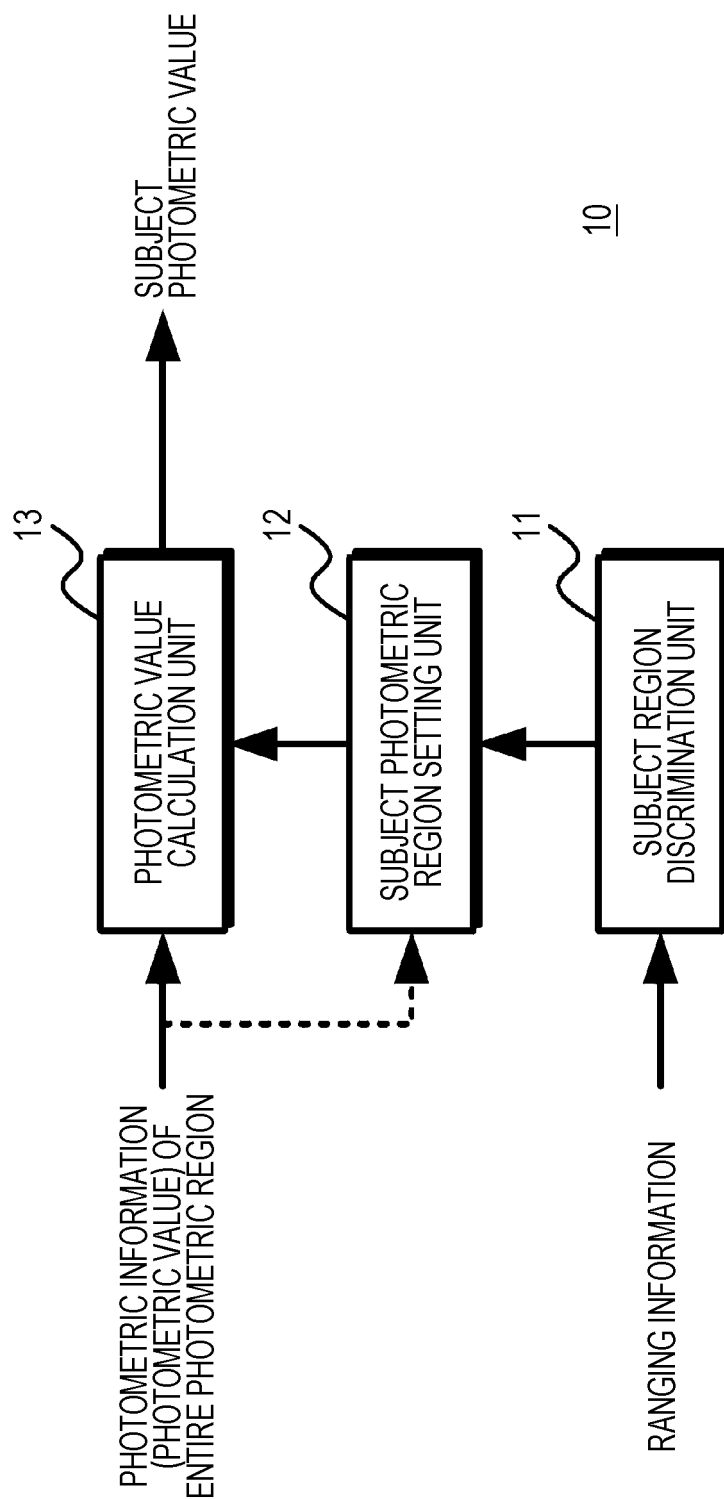 PHOTOMETRIC INFORMATION
(PHOTOMETRIC VALUE) OF
ENTIRE PHOTOMETRIC REGION
13
PHOTOMETRIC VALUE
CALCULATION UNIT
SUBJECT
PHOTOMETRIC VALUE
12
SUBJECT PHOTOMETRIC
REGION SETTING UNIT
RANGING INFORMATION
11
SUBJECT REGION
DISCRIMINATION UNIT
10